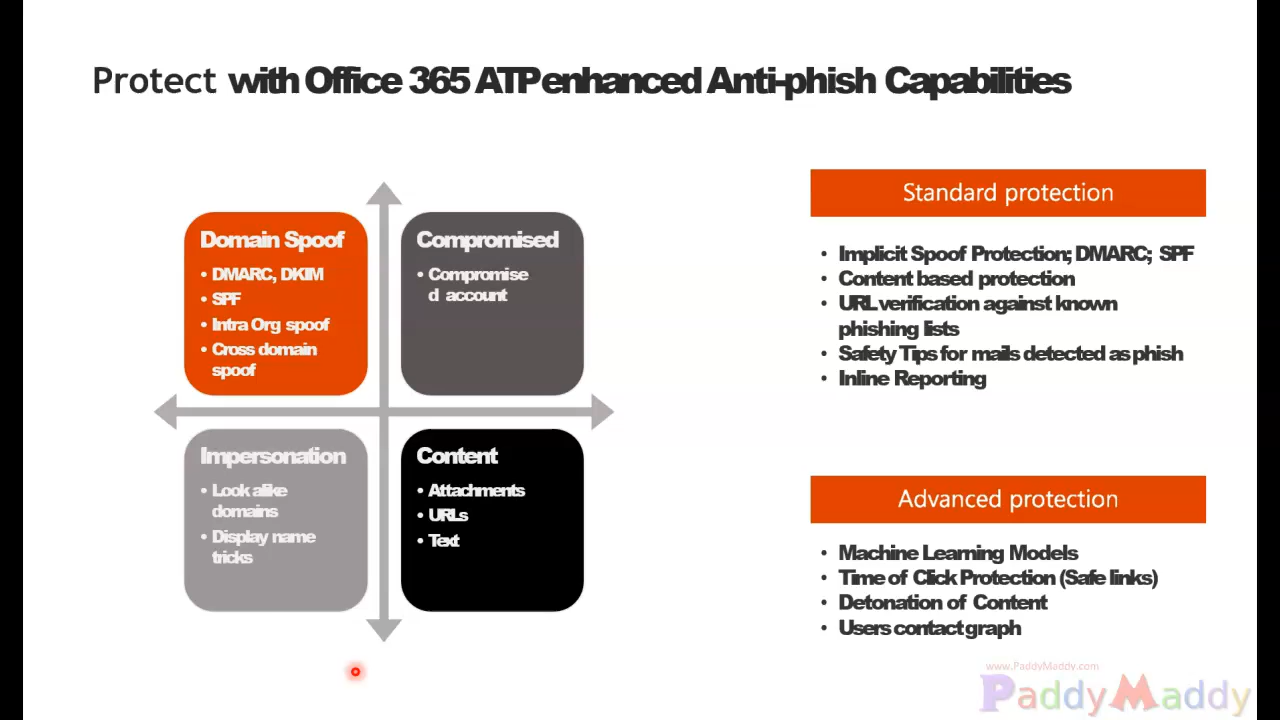 Protect with Office 365 ATP enhanced Anti-phish Capabilities
Domain Spoof
• DMARC, DKIM
• SPF
• Intra Org spoof
• Cross domain
spoof
Compromised
• Compromise
d account
Impersonation
• Look alike
domains
• Display name
tricks
Content
• Attachments
• URLs
• Text
Standard protection
• Implicit Spoof Protection; DMARC; SPF
• Content based protection
• URL verification against known
phishing lists
• Safety Tips for mails detected as phish
• Inline Reporting
Advanced protection
• Machine Learning Models
• Time of Click Protection (Safe links)
• Detonation of Content
• Users contact graph
www.PaddyMaddy.com
PaddyMaddy